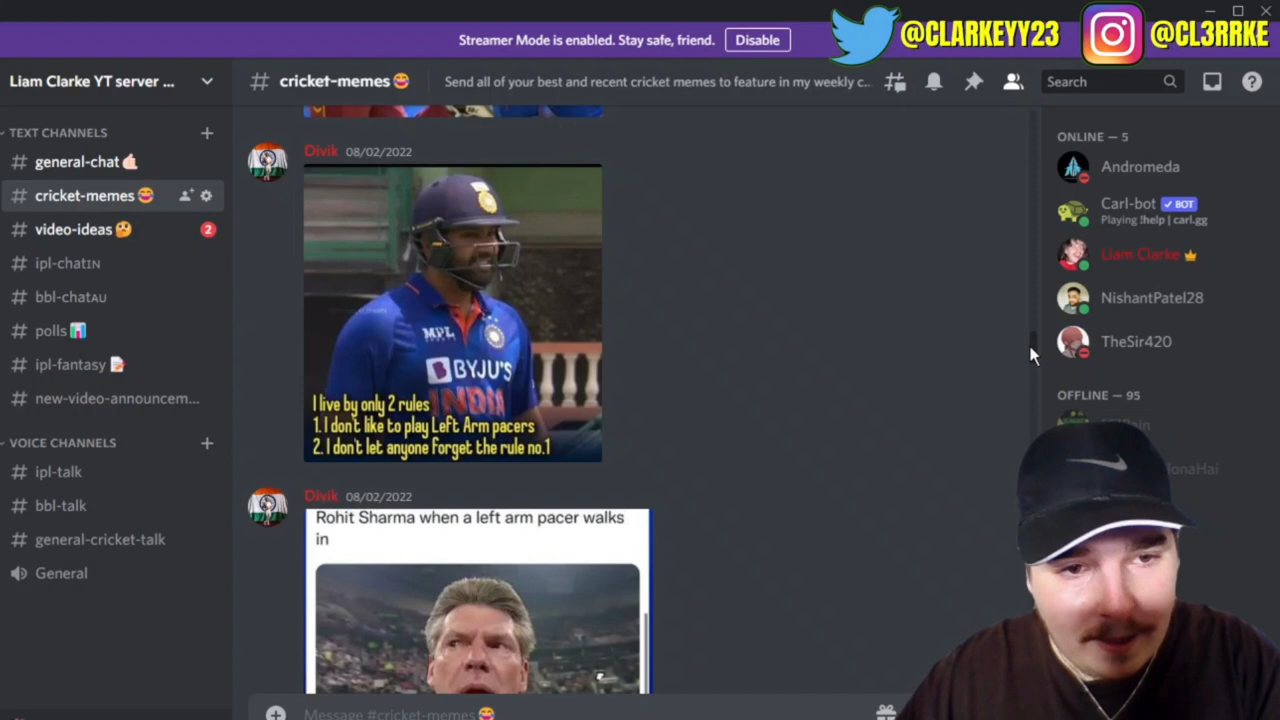 @CLARKEYY23
@CL3RRKE
Streamer Mode is enabled. Stay safe, friend.
Disable
Liam Clarke YT server ...
# cricket-memes😂
Send all of your best and recent cricket memes to feature in my weekly c...
Search
TEXT CHANNELS
# general-chat🤙🏻
# cricket-memes😂
# video-ideas🤔
2
# ipl-chatIN
# bbl-chatAU
# polls📊
# ipl-fantasy📝
# new-video-announcem...
VOICE CHANNELS
# ipl-talk
# bbl-talk
# general-cricket-talk
General
Divik 08/02/2022
MPL
BYJU'S
INDIA
I live by only 2 rules
1. I don't like to play Left Arm pacers
2. I don't let anyone forget the rule no.1
Divik 08/02/2022
Rohit Sharma when a left arm pacer walks
in
Message #cricket-memes😂
ONLINE — 5
Andromeda
Carl-bot ✓ BOT
Playing !help | carl.gg
Liam Clarke
NishantPatel28
TheSir420
OFFLINE — 95